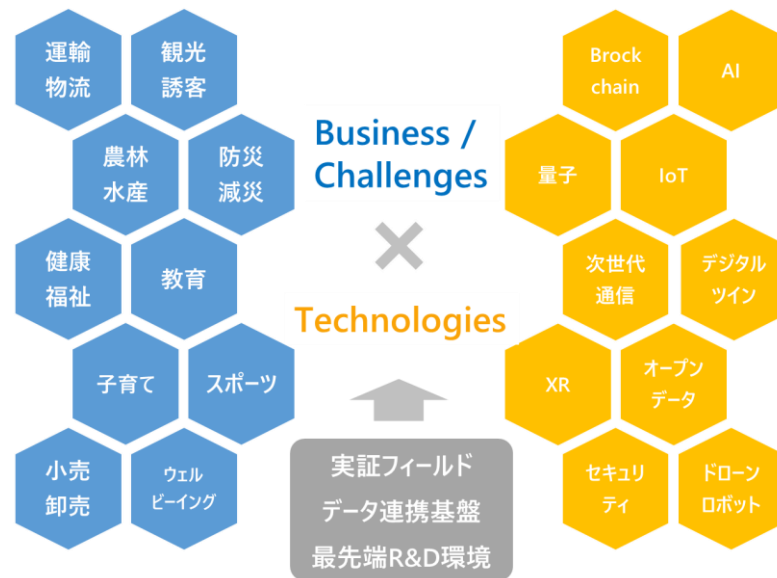 運輸
物流
観光
誘客
農林
水産
防災
減災
健康
福祉
教育
子育て
スポーツ
小売
卸売
ウェル
ビーイング
Business /
Challenges
Technologies
実証フィールド
データ連携基盤
最先端R&D環境
Brock
chain
AI
量子
IoT
次世代
通信
デジタル
ツイン
XR
オープン
データ
セキュリ
ティ
ドローン
ロボット